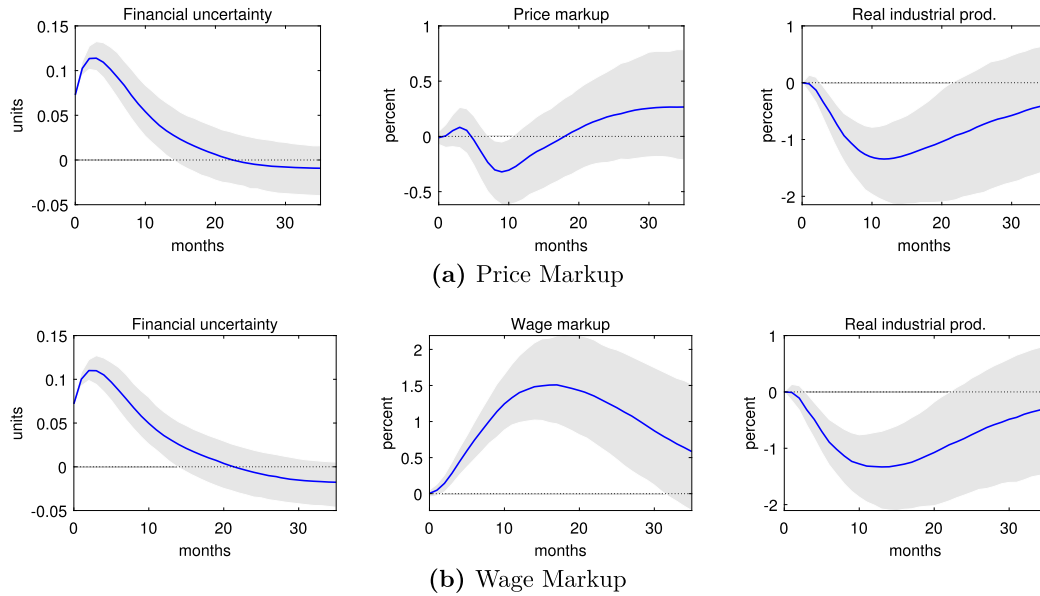 Financial uncertainty
0.15
0.1
0.05
0
-0.05
units
0 10 20 30
months
Price markup
1
0.5
0
-0.5
percent
0 10 20 30
months
Real industrial prod.
1
0
-1
-2
percent
0 10 20 30
months
(a) Price Markup
Financial uncertainty
0.15
0.1
0.05
0
-0.05
units
0 10 20 30
months
Wage markup
2
1.5
1
0.5
0
percent
0 10 20 30
months
Real industrial prod.
1
0
-1
-2
percent
0 10 20 30
months
(b) Wage Markup